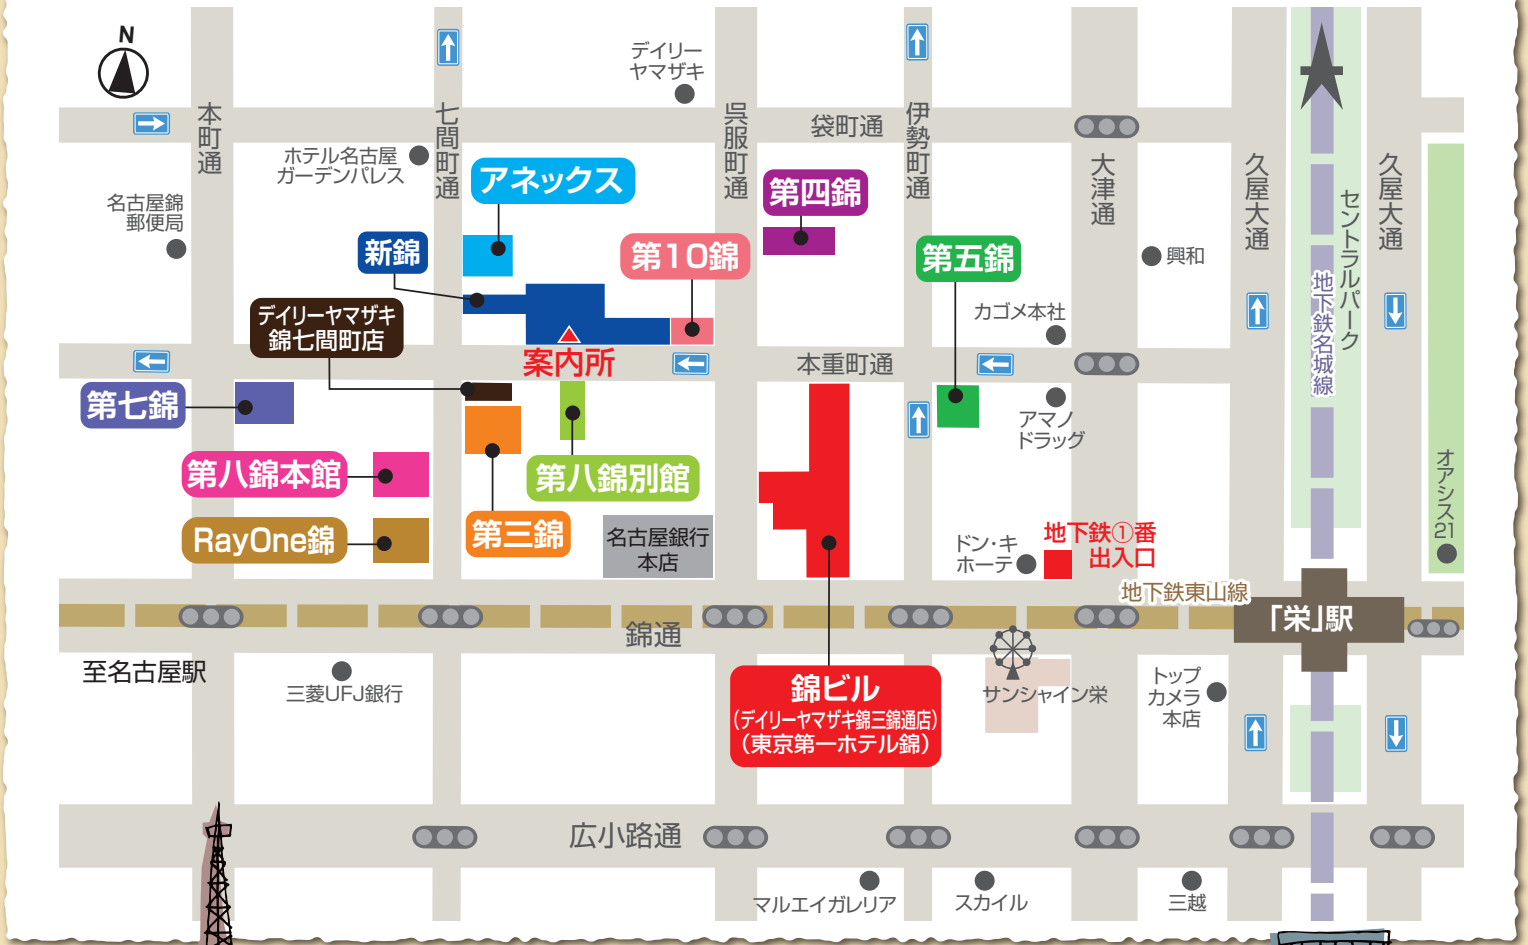 N
デイリー
ヤマザキ
本町通
七間町通
呉服町通
袋町通
伊勢町通
大津通
久屋大通
久屋大通
セントラルパーク
地下鉄名城線
ホテル名古屋
ガーデンパレス
名古屋錦
郵便局
アネックス
第四錦
新錦
第10錦
第五錦
興和
デイリーヤマザキ
錦七間町店
カゴメ本社
案内所
本重町通
第七錦
アマノ
ドラッグ
第八錦本館
第八錦別館
オアシス21
RayOne錦
第三錦
名古屋銀行
本店
ドン・キ
ホーテ
地下鉄①番
出入口
地下鉄東山線
「栄」駅
錦通
至名古屋駅
三菱UFJ銀行
錦ビル
(デイリーヤマザキ錦三錦通店)
(東京第一ホテル錦)
サンシャイン栄
トップ
カメラ
本店
広小路通
マルエイガレリア
スカイル
三越